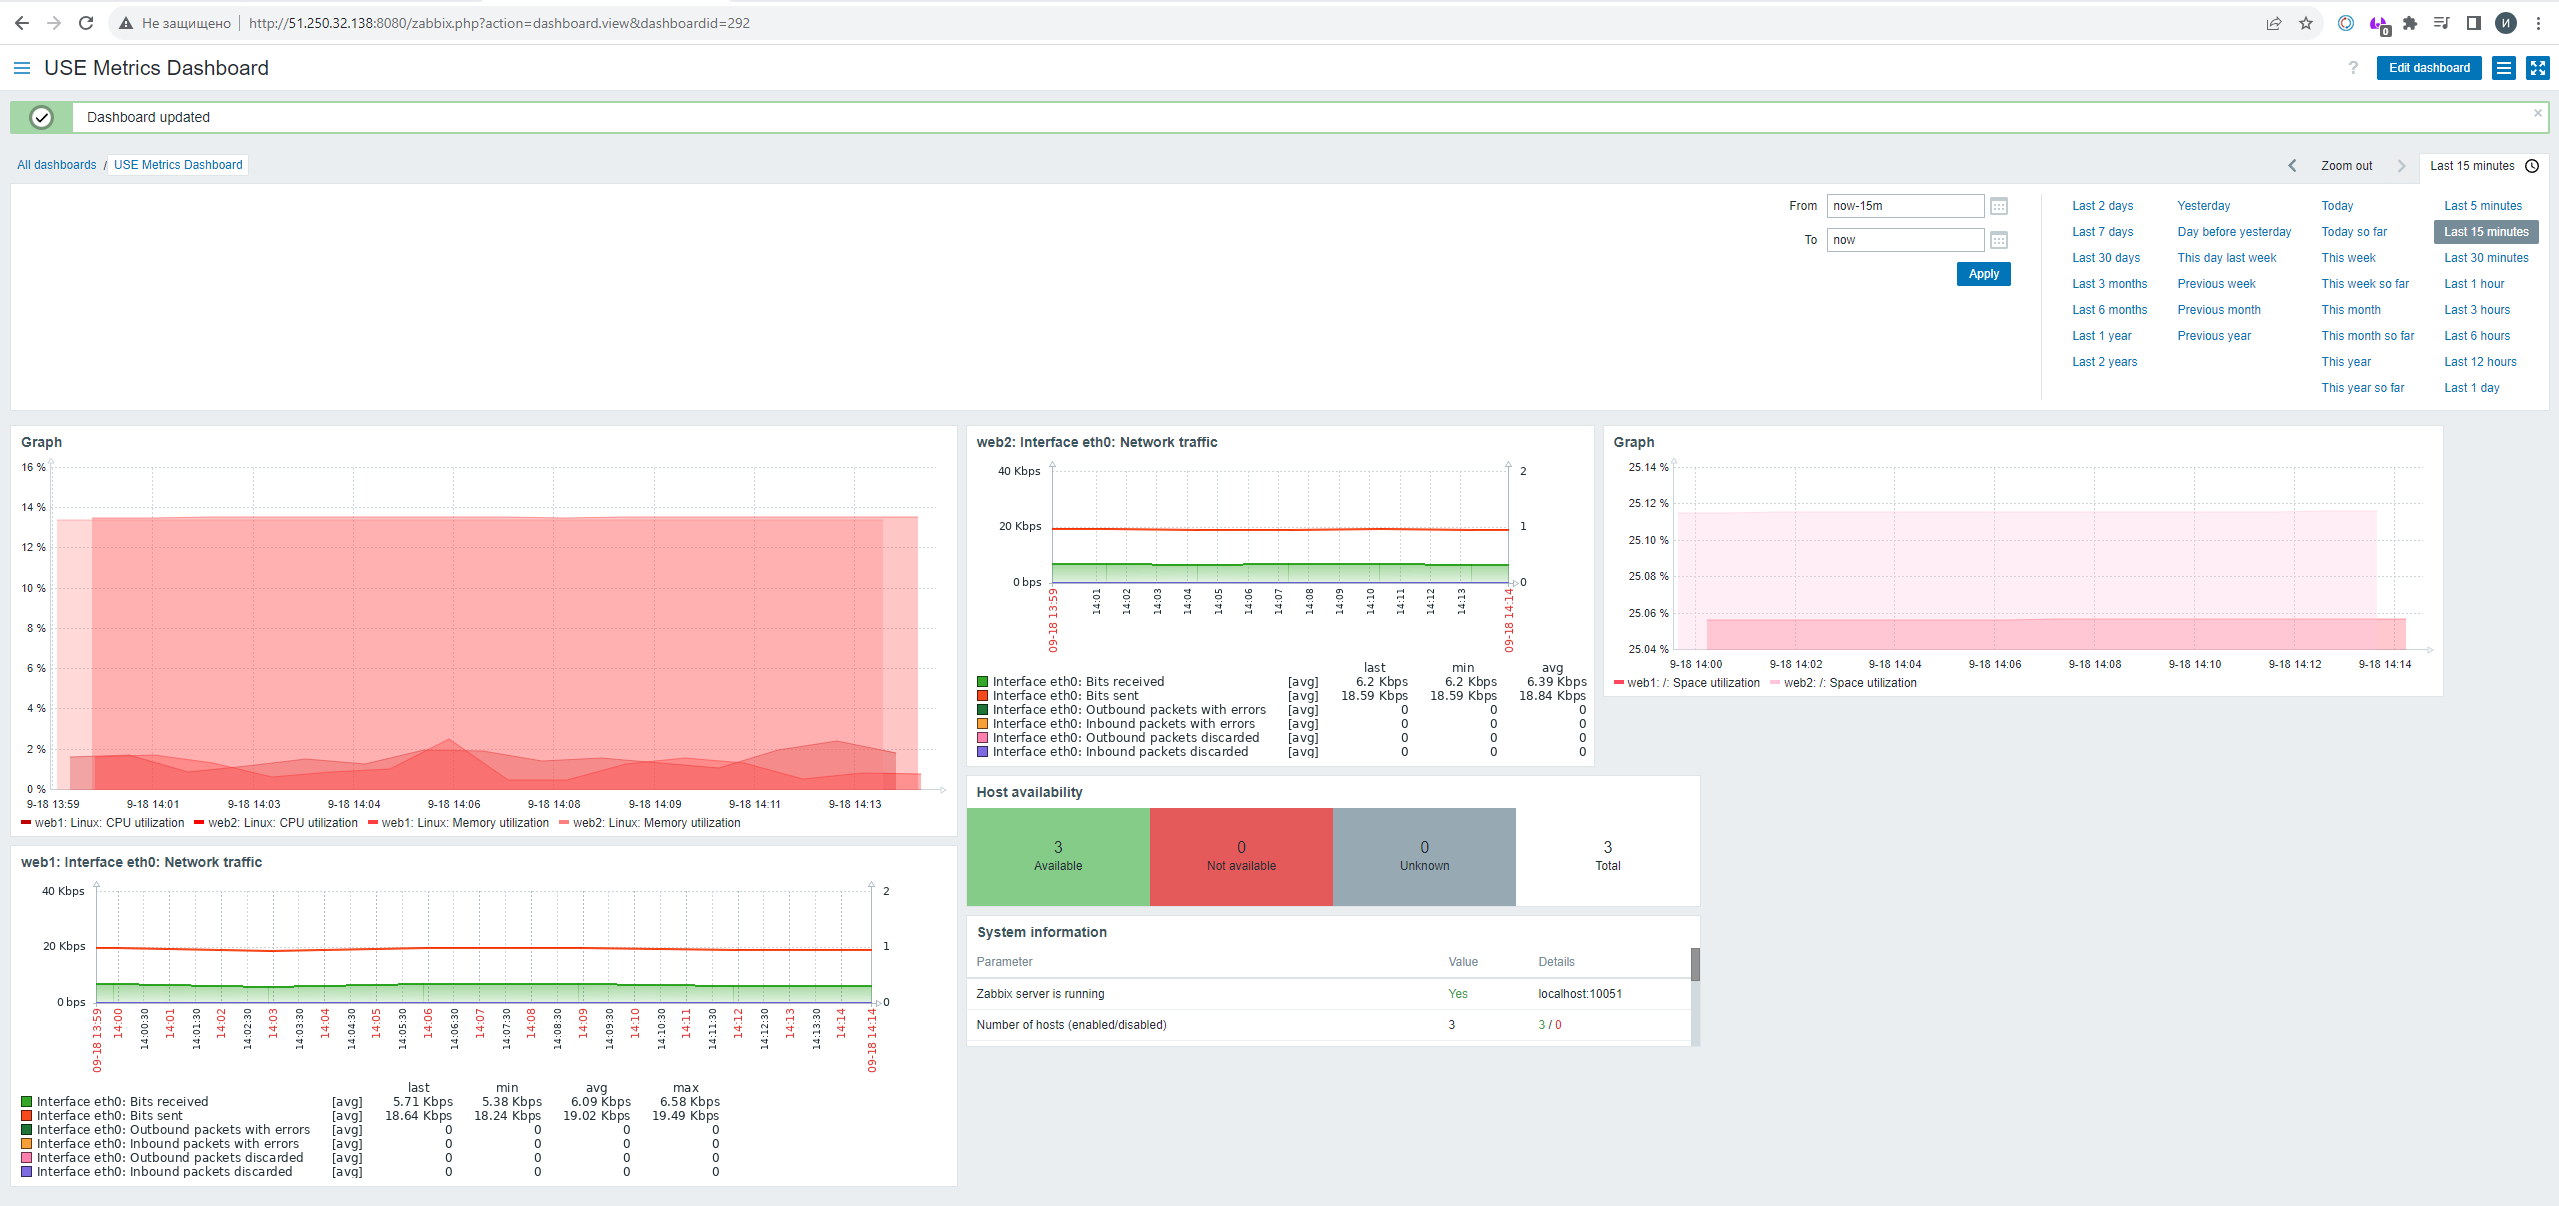 Не защищено http://51.250.32.138:8080/zabbix.php?action=dashboard.view&dashboardid=292 0 И
USE Metrics Dashboard ? Edit dashboard
Dashboard updated
All dashboards / USE Metrics Dashboard Zoom out Last 15 minutes
From now-15m
To now
Apply
Last 2 days Yesterday Today Last 5 minutes
Last 7 days Day before yesterday Today so far Last 15 minutes
Last 30 days This day last week This week Last 30 minutes
Last 3 months Previous week This week so far Last 1 hour
Last 6 months Previous month This month Last 3 hours
Last 1 year Previous year This month so far Last 6 hours
Last 2 years This year Last 12 hours
This year so far Last 1 day
Graph
16 %
14 %
12 %
10 %
8 %
6 %
4 %
2 %
0 %
9-18 13:59 9-18 14:01 9-18 14:03 9-18 14:04 9-18 14:06 9-18 14:08 9-18 14:09 9-18 14:11 9-18 14:13
web1: Linux: CPU utilization web2: Linux: CPU utilization web1: Linux: Memory utilization web2: Linux: Memory utilization
web2: Interface eth0: Network traffic
40 Kbps 2
20 Kbps 1
0 bps 0
09-18 13:59 14:01 14:02 14:03 14:04 14:05 14:06 14:07 14:08 14:09 14:10 14:11 14:12 14:13 09-18 14:14
last min avg
Interface eth0: Bits received [avg] 6.2 Kbps 6.2 Kbps 6.39 Kbps
Interface eth0: Bits sent [avg] 18.59 Kbps 18.59 Kbps 18.84 Kbps
Interface eth0: Outbound packets with errors [avg] 0 0 0
Interface eth0: Inbound packets with errors [avg] 0 0 0
Interface eth0: Outbound packets discarded [avg] 0 0 0
Interface eth0: Inbound packets discarded [avg] 0 0 0
Graph
25.14 %
25.12 %
25.10 %
25.08 %
25.06 %
25.04 %
9-18 14:00 9-18 14:02 9-18 14:04 9-18 14:06 9-18 14:08 9-18 14:10 9-18 14:12 9-18 14:14
web1: /: Space utilization web2: /: Space utilization
Host availability
3 0 0 3
Available Not available Unknown Total
web1: Interface eth0: Network traffic
40 Kbps 2
20 Kbps 1
0 bps 0
09-18 13:59 14:00 14:00:30 14:01 14:01:30 14:02 14:02:30 14:03 14:03:30 14:04 14:04:30 14:05 14:05:30 14:06 14:06:30 14:07 14:07:30 14:08 14:08:30 14:09 14:09:30 14:10 14:10:30 14:11 14:11:30 14:12 14:12:30 14:13 14:13:30 14:14 09-18 14:14
last min avg max
Interface eth0: Bits received [avg] 5.71 Kbps 5.38 Kbps 6.09 Kbps 6.58 Kbps
Interface eth0: Bits sent [avg] 18.64 Kbps 18.24 Kbps 19.02 Kbps 19.49 Kbps
Interface eth0: Outbound packets with errors [avg] 0 0 0 0
Interface eth0: Inbound packets with errors [avg] 0 0 0 0
Interface eth0: Outbound packets discarded [avg] 0 0 0 0
Interface eth0: Inbound packets discarded [avg] 0 0 0 0
System information
Parameter Value Details
Zabbix server is running Yes localhost:10051
Number of hosts (enabled/disabled) 3 3 / 0